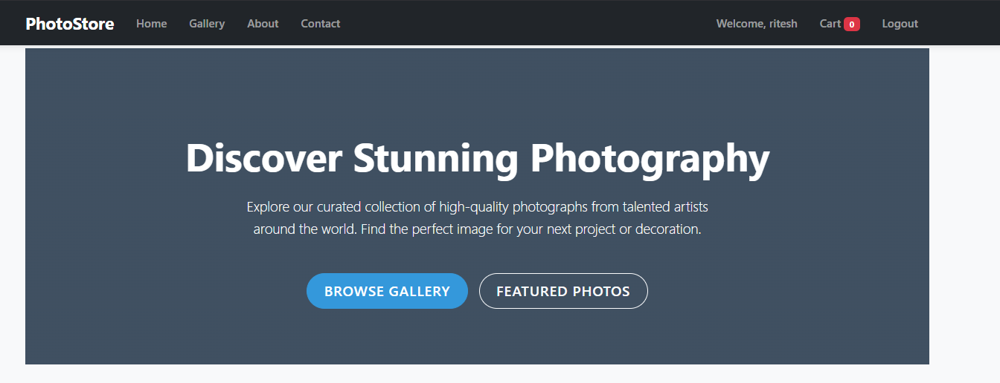 PhotoStore Home Gallery About Contact Welcome, ritesh Cart 0 Logout
Discover Stunning Photography
Explore our curated collection of high-quality photographs from talented artists
around the world. Find the perfect image for your next project or decoration.
BROWSE GALLERY FEATURED PHOTOS